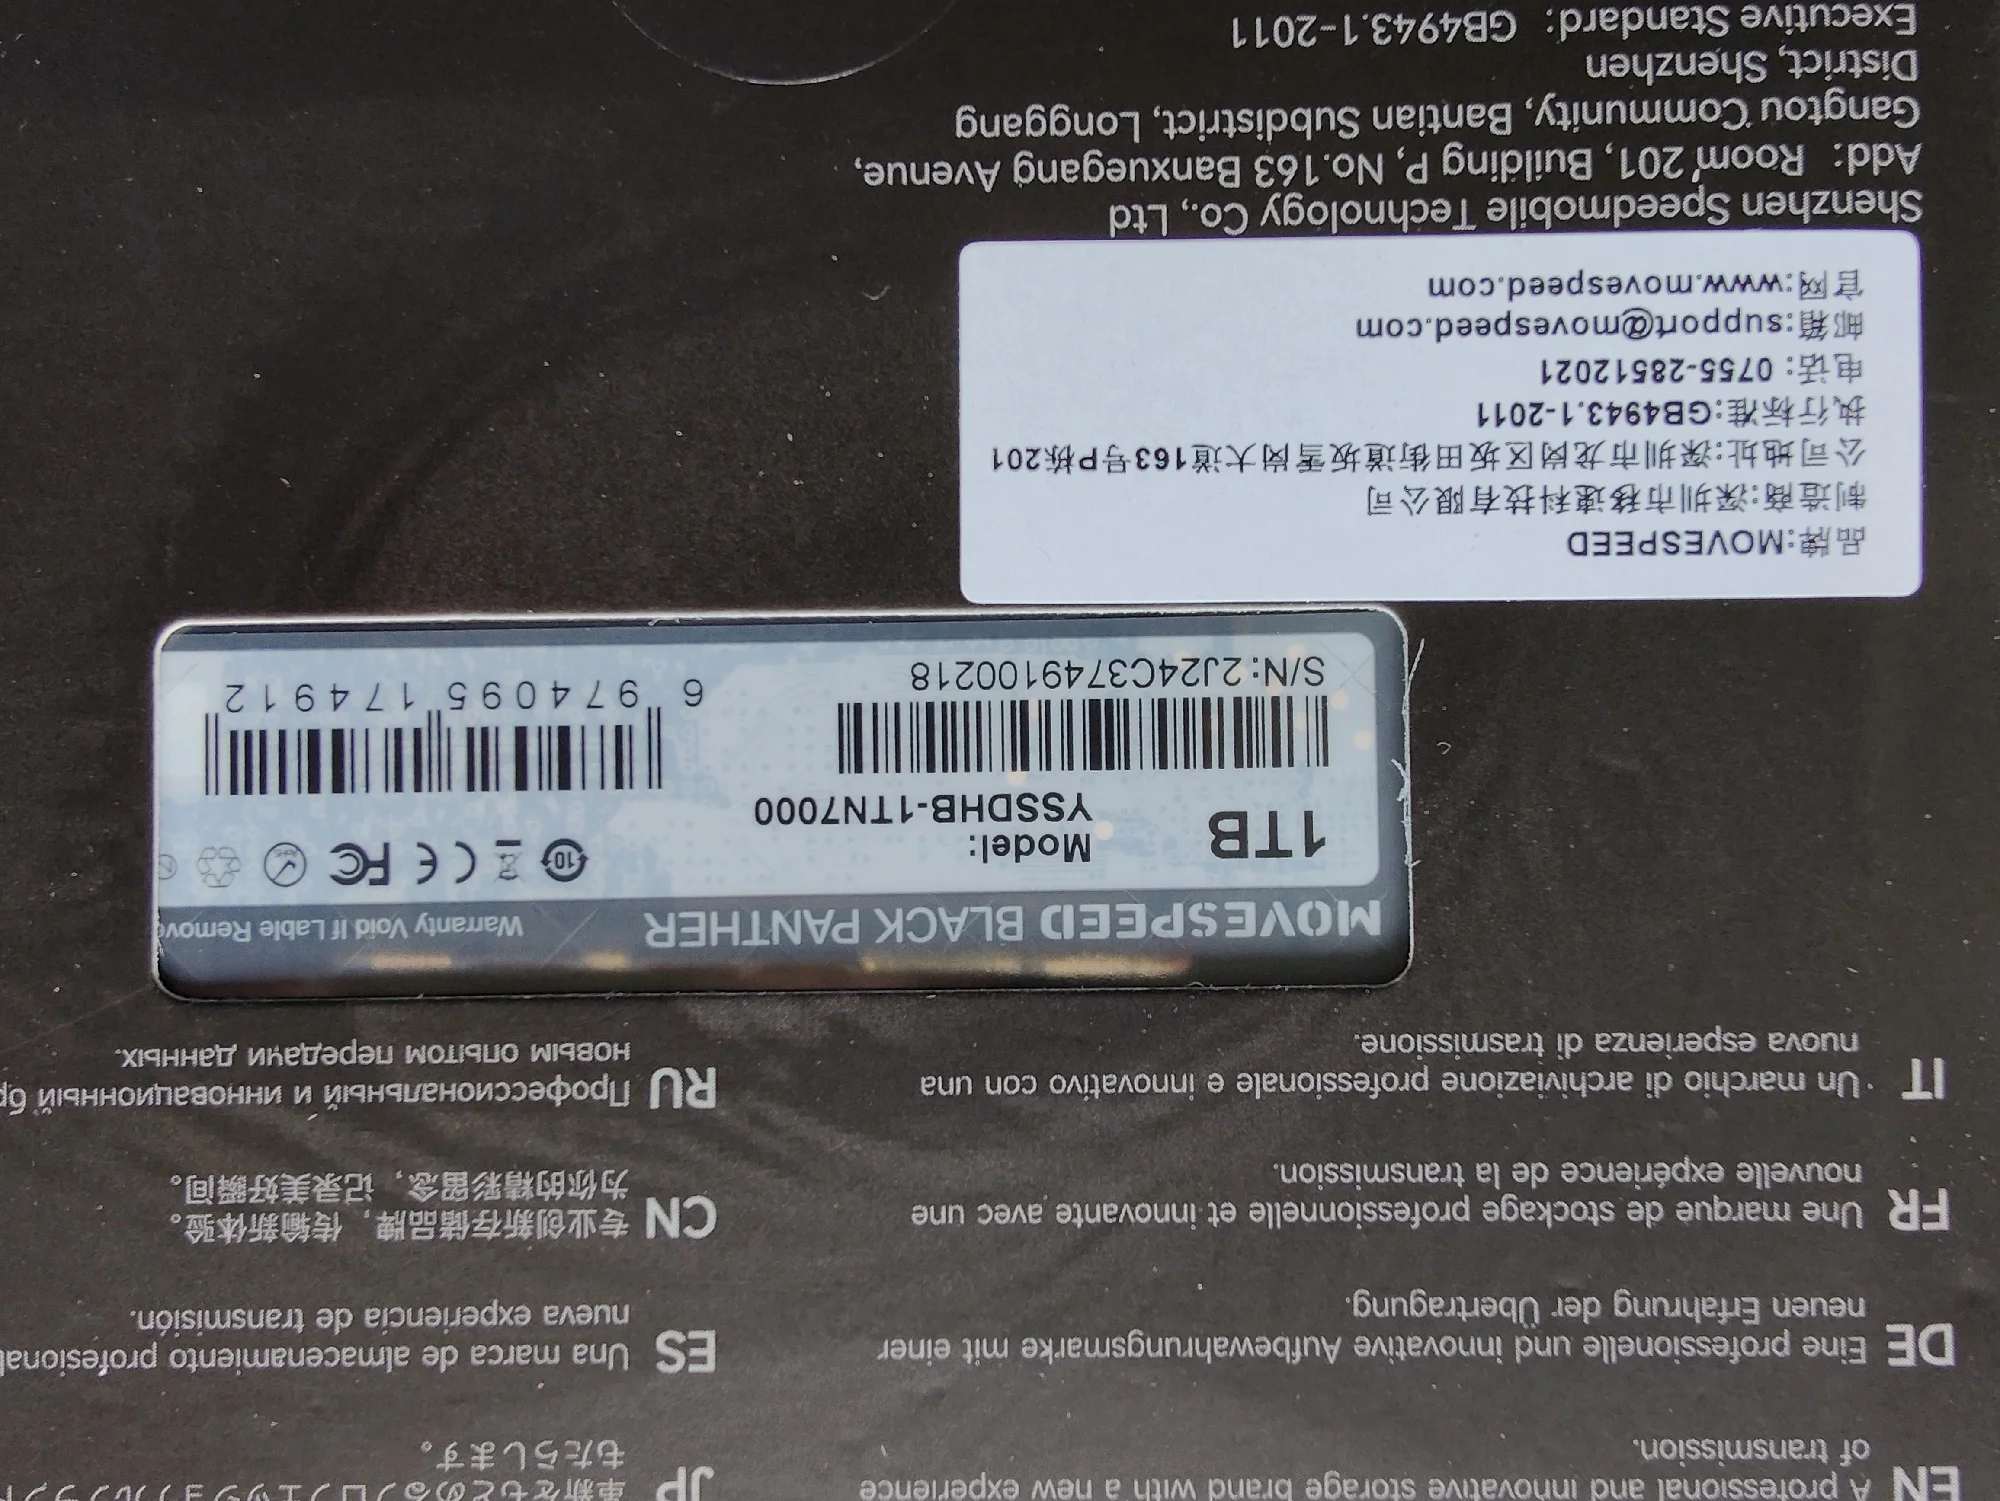 EN A professional and innovative storage brand with a new experience
of transmission.
DE Eine professionelle und innovative Aufbewahrungsmarke mit einer
neuen Erfahrung der Übertragung.
FR Une marque de stockage professionnelle et innovante avec une
nouvelle expérience de la transmission.
IT Un marchio di archiviazione professionale e innovativo con una
nuova esperienza di trasmissione.
JP
もたらします。
ES Una marca de almacenamiento profesional
nueva experiencia de transmisión.
CN 专业创新存储品牌，传输新体验。
为你的精彩留念，记录美好瞬间。
RU Профессиональный и инновационный бр
новым опытом передачи данных.
MOVESPEED BLACK PANTHER
Warranty Void If Lable Remove
1TB
Model:
YSSDHB-1TN7000
10
CE FC
S/N:2J24C3749100218
6 974095 174912
品牌:MOVESPEED
制造商:深圳市移速科技有限公司
公司地址:深圳市龙岗区坂田街道坂雪岗大道163号P栋201
执行标准:GB4943.1-2011
电话: 0755-28512021
邮箱:support@movespeed.com
官网:www.movespeed.com
Shenzhen Speedmobile Technology Co., Ltd
Add: Room 201, Building P, No.163 Banxuegang Avenue,
Gangtou Community, Bantian Subdistrict, Longgang
District, Shenzhen
Executive Standard: GB4943.1-2011